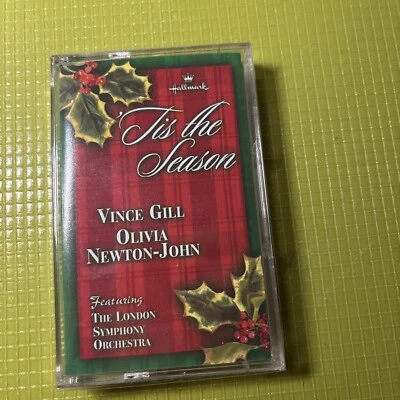 Hallmark
'Tis the
Season
VINCE GILL
OLIVIA
NEWTON-JOHN
Featuring
THE LONDON
SYMPHONY
ORCHESTRA